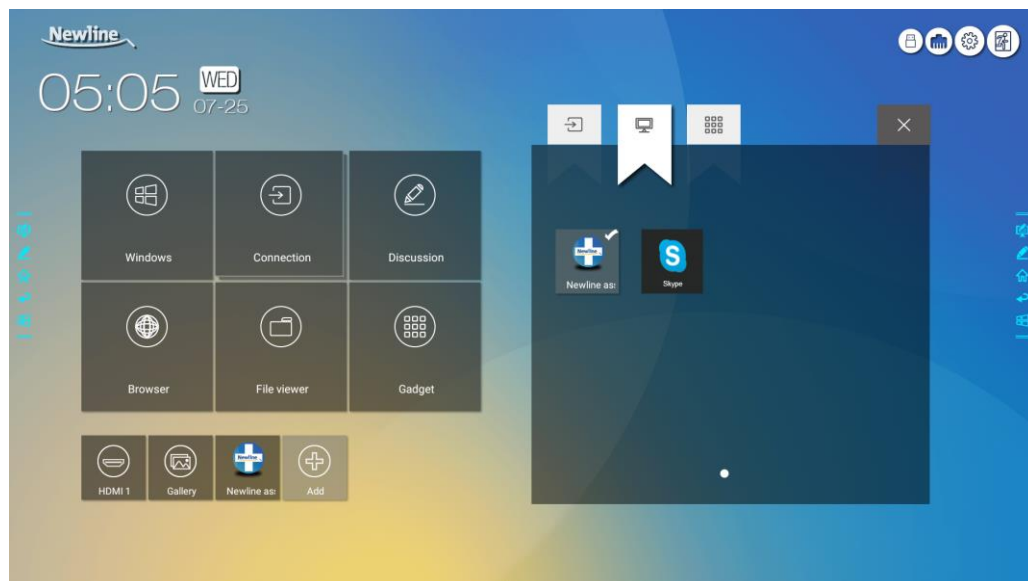 Newline
05:05 WED
07-25
Windows
Connection
Discussion
Browser
File viewer
Gadget
HDMI 1
Gallery
Newline as
Add
Newline as
Skype